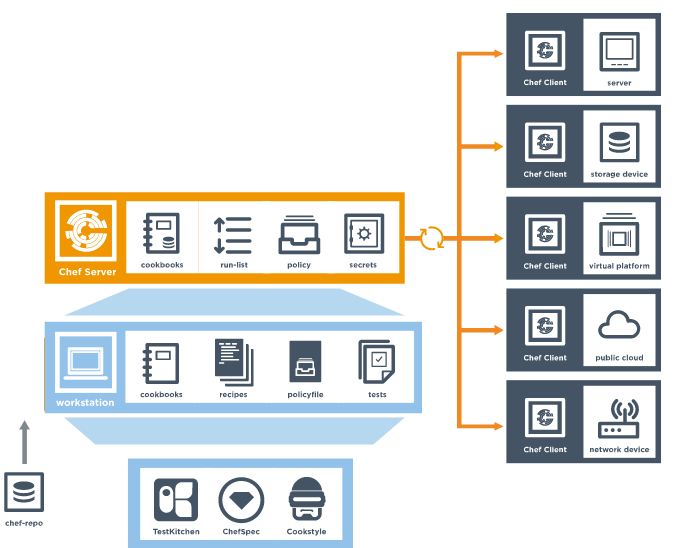 Chef Client
server
Chef Client
storage device
Chef Server
cookbooks
run-list
policy
secrets
Chef Client
virtual platform
workstation
cookbooks
recipes
policyfile
tests
Chef Client
public cloud
Chef Client
network device
chef-repo
TestKitchen
ChefSpec
Cookstyle